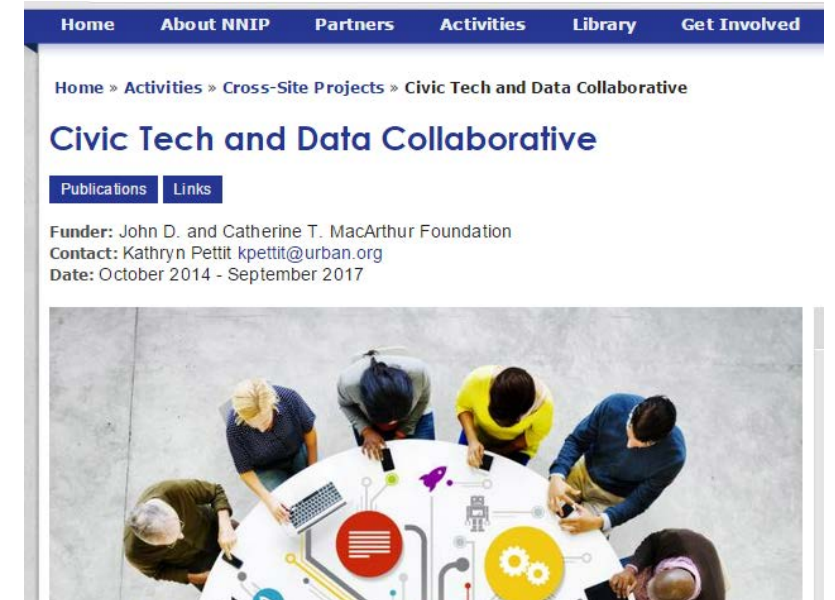 Home About NNIP Partners Activities Library Get Involved
Home » Activities » Cross-Site Projects » Civic Tech and Data Collaborative
Civic Tech and Data Collaborative
Publications Links
Funder: John D. and Catherine T. MacArthur Foundation
Contact: Kathryn Pettit kpettit@urban.org
Date: October 2014 - September 2017